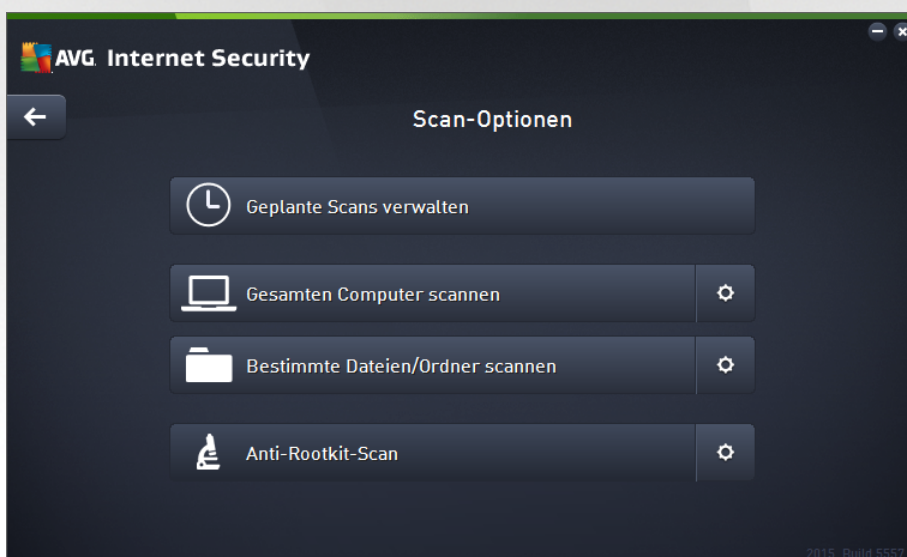 AVG. Internet Security
Scan-Optionen
Geplante Scans verwalten
Gesamten Computer scannen
Bestimmte Dateien/Ordner scannen
Anti-Rootkit-Scan
2015, Build 5557